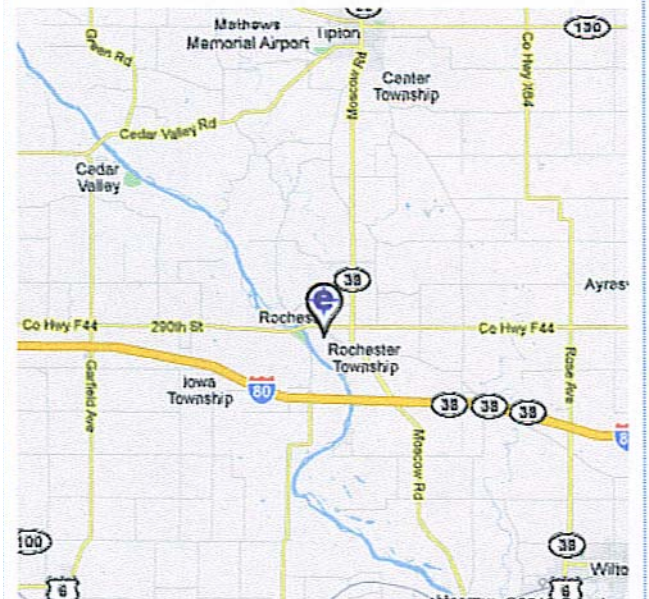 38
Mathews
Memorial Airport
Tipton
130
Green Rd
Moscow Rd
Center
Township
Co Hwy X64
Cedar Valley Rd
Cedar
Valley
38
Co Hwy F44
290th St
Co Hwy F44
Rochester
Township
Iowa
Township
80
Garfield Ave
Rose Ave
38
38
38
Moscow Rd
38
6
6